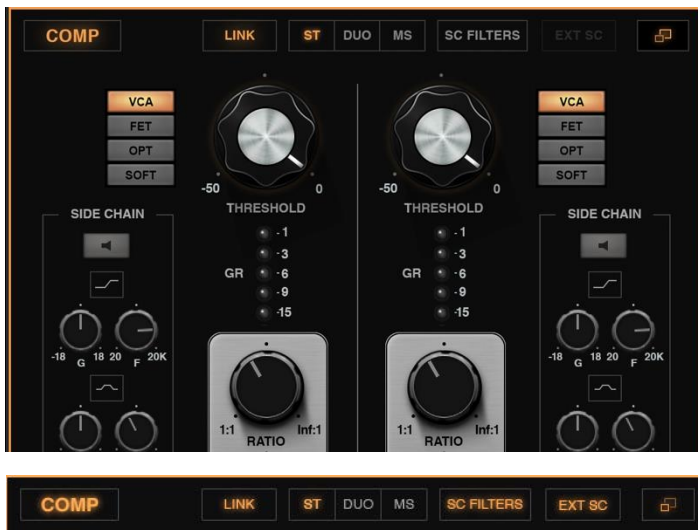 COMP LINK ST DUO MS SC FILTERS EXT SC
VCA VCA
FET FET
OPT OPT
SOFT SOFT
-50 0 -50 0
THRESHOLD THRESHOLD
SIDE CHAIN SIDE CHAIN
-1 -1
-3 -3
GR -6 GR -6
-9 -9
-15 -15
-18 G 18 20 F 20K -18 G 18 20 F 20K
1:1 RATIO Inf:1 1:1 RATIO Inf:1
COMP LINK ST DUO MS SC FILTERS EXT SC